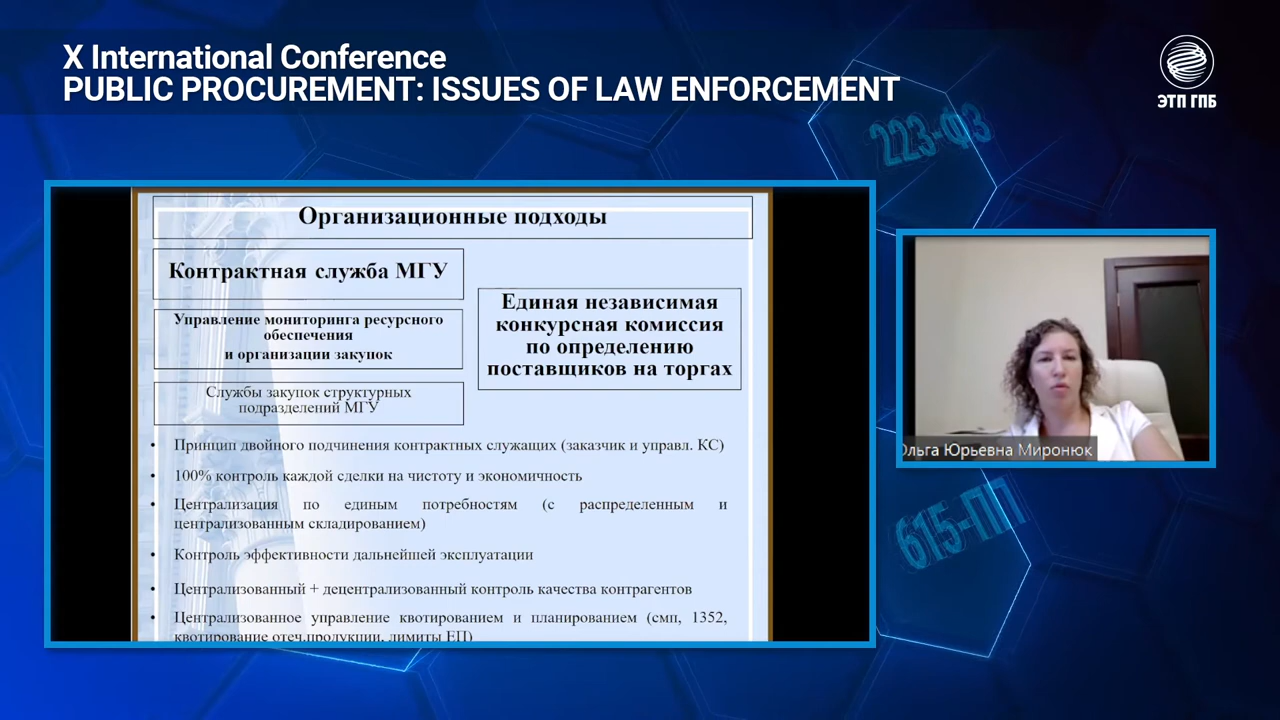 X International Conference
PUBLIC PROCUREMENT: ISSUES OF LAW ENFORCEMENT
ЭТП ГПБ
223-ФЗ
Организационные подходы
Контрактная служба МГУ
Управление мониторинга ресурсного
обеспечения
и организации закупок
Службы закупок структурных
подразделений МГУ
Единая независимая
конкурсная комиссия
по определению
поставщиков на торгах
• Принцип двойного подчинения контрактных служащих (заказчик и управл. КС)
• 100% контроль каждой сделки на чистоту и экономичность
• Централизация по единым потребностям (с распределенным и
централизованным складированием)
• Контроль эффективности дальнейшей эксплуатации
• Централизованный + децентрализованный контроль качества контрагентов
• Централизованное управление квотированием и планированием (смп, 1352,
квотирование отеч.продукции, лимиты ЕП)
Ольга Юрьевна Миронюк
615-ПП